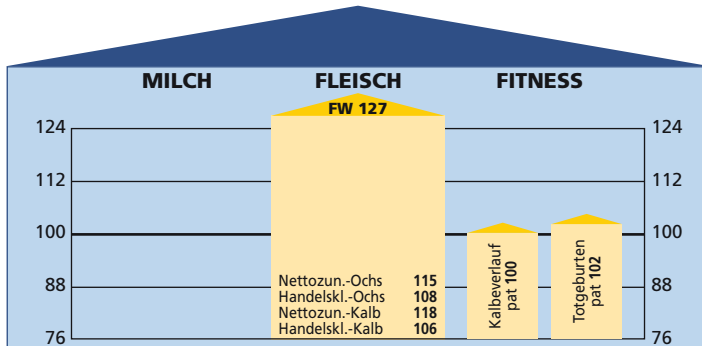 MILCH FLEISCH FITNESS
FW 127
124 124
112 112
100 100
88 88
76 76
Nettozun.-Ochs 115
Handelskl.-Ochs 108
Nettozun.-Kalb 118
Handelskl.-Kalb 106
Kalbeverlauf
pat 100
Totgeburten
pat 102